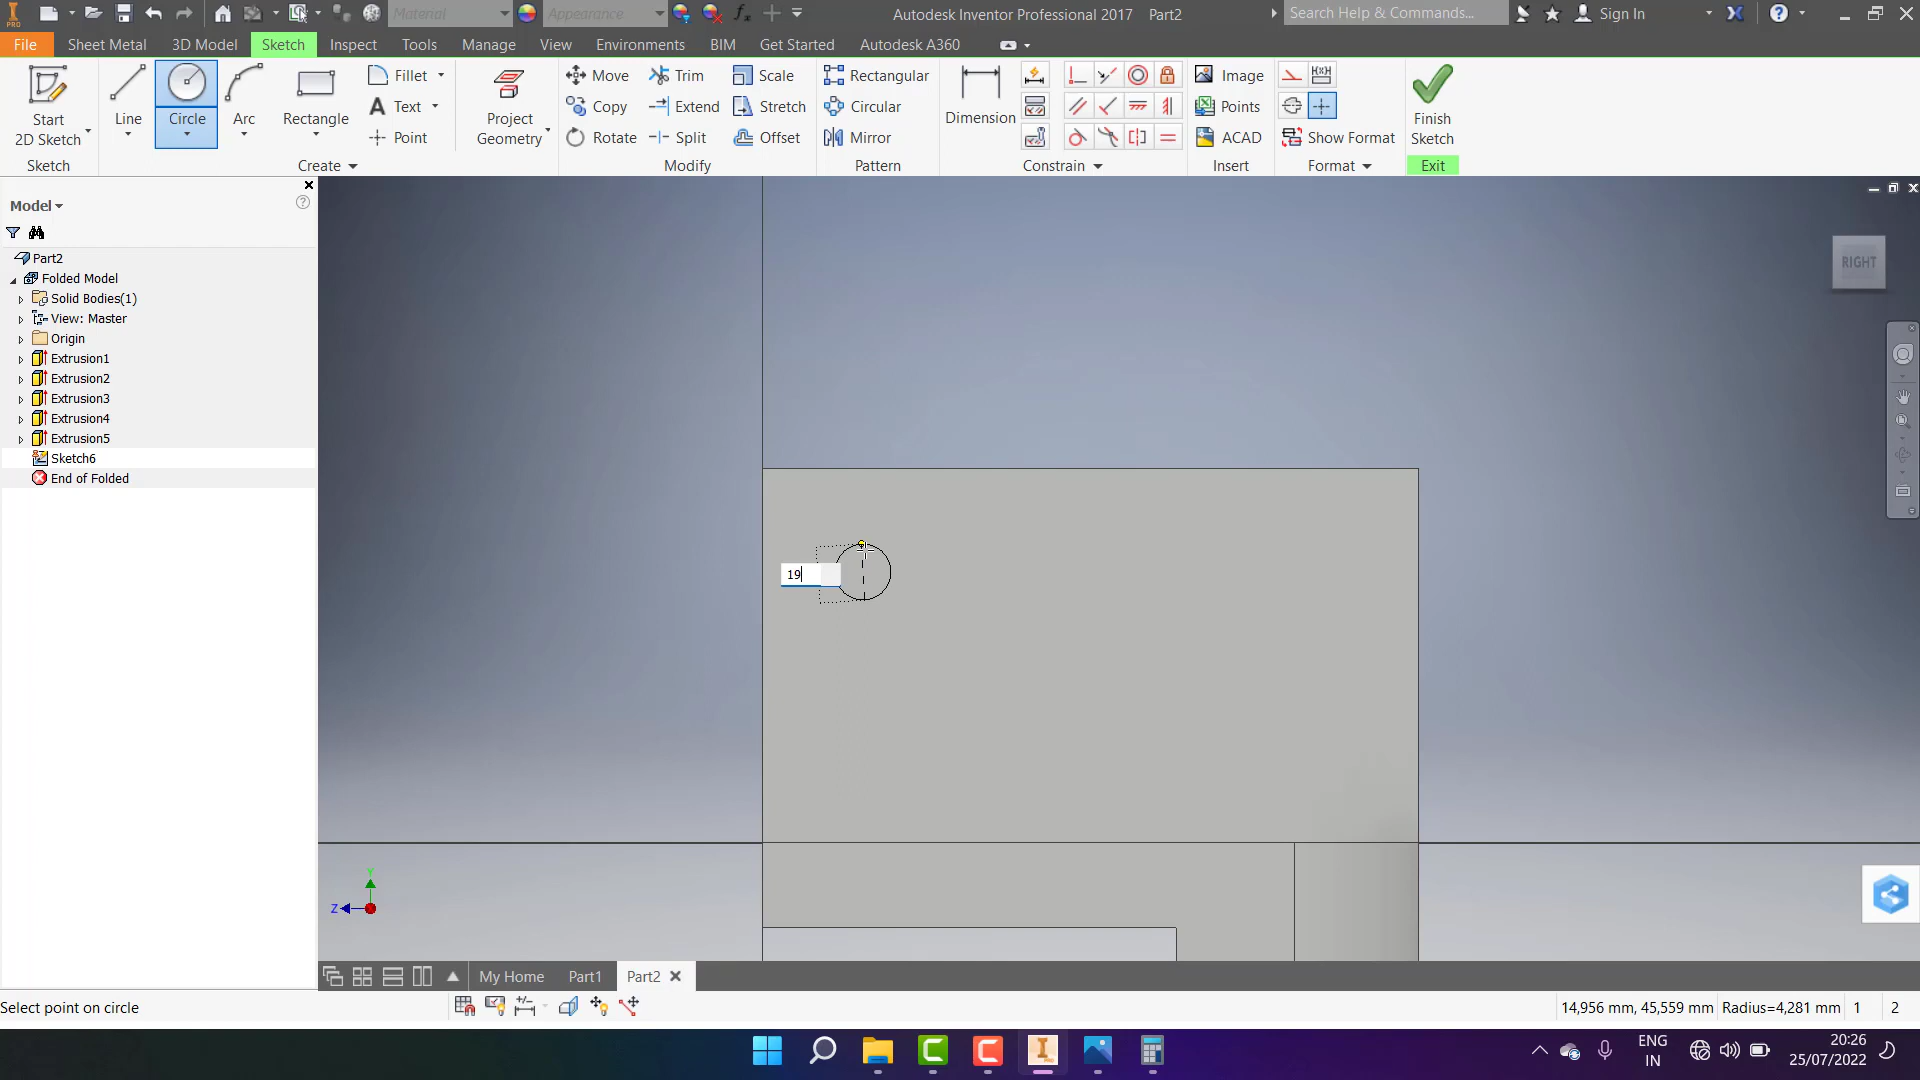 Material
Appearance
Autodesk Inventor Professional 2017 Part2
Search Help & Commands...
Sign In
PRO
File
Sheet Metal
3D Model
Sketch
Inspect
Tools
Manage
View
Environments
BIM
Get Started
Autodesk A360
Start
2D Sketch
Line
Circle
Arc
Rectangle
Fillet
Text
Point
Project
Geometry
Move
Copy
Rotate
Trim
Extend
Split
Scale
Stretch
Offset
Rectangular
Circular
Mirror
Dimension
Image
Points
ACAD
Show Format
Finish
Sketch
Sketch
Create
Modify
Pattern
Constrain
Insert
Format
Exit
Model
Part2
Folded Model
Solid Bodies(1)
View: Master
Origin
Extrusion1
Extrusion2
Extrusion3
Extrusion4
Extrusion5
Sketch6
End of Folded
RIGHT
19
Y
Z
My Home
Part1
Part2
Select point on circle
14,956 mm, 45,559 mm
Radius=4,281 mm
1
2
ENG
IN
20:26
25/07/2022